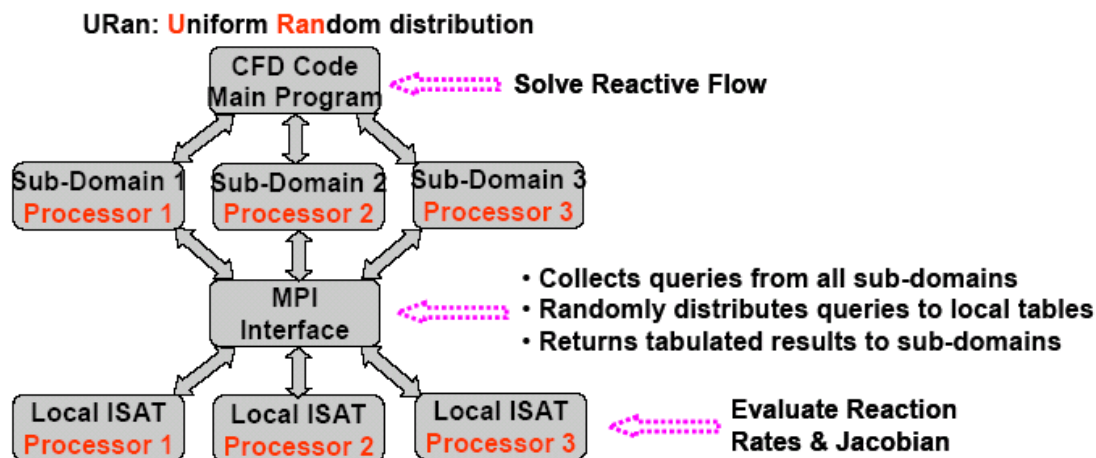 URan: Uniform Random distribution
CFD Code
Main Program
Solve Reactive Flow
Sub-Domain 1
Processor 1
Sub-Domain 2
Processor 2
Sub-Domain 3
Processor 3
MPI
Interface
• Collects queries from all sub-domains
• Randomly distributes queries to local tables
• Returns tabulated results to sub-domains
Local ISAT
Processor 1
Local ISAT
Processor 2
Local ISAT
Processor 3
Evaluate Reaction
Rates & Jacobian